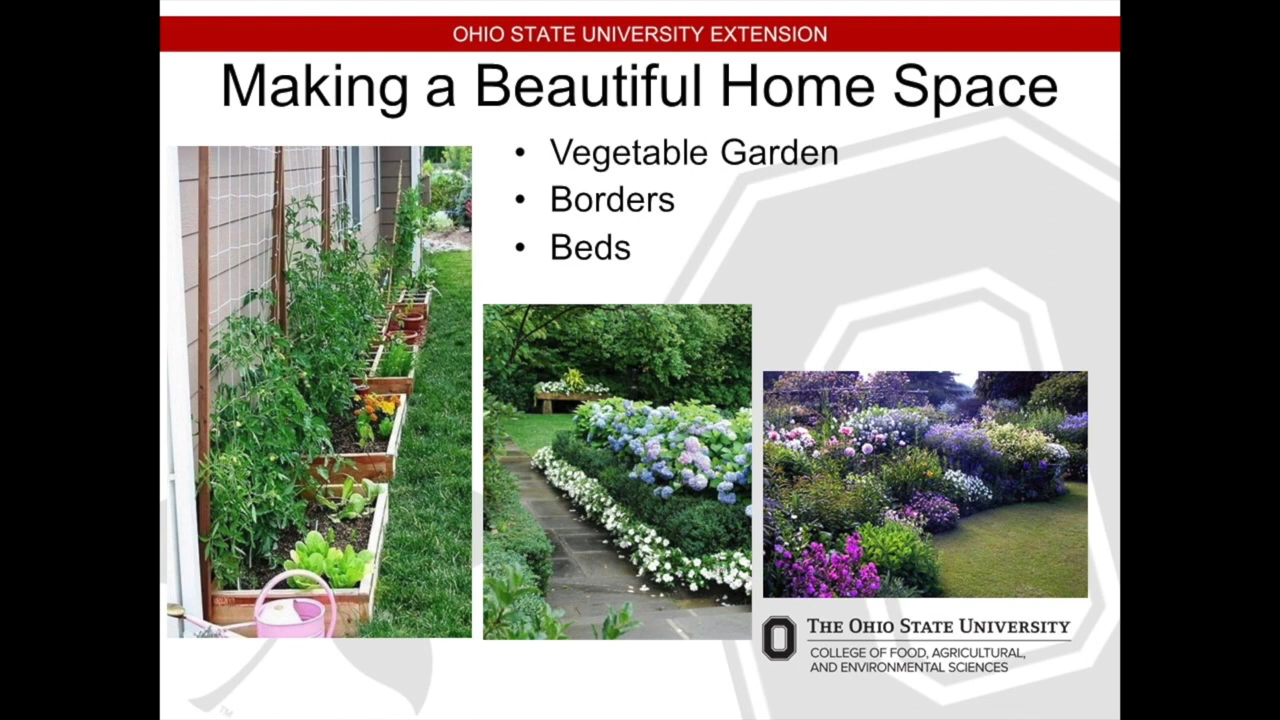 OHIO STATE UNIVERSITY EXTENSION
Making a Beautiful Home Space
• Vegetable Garden
• Borders
• Beds
THE OHIO STATE UNIVERSITY
COLLEGE OF FOOD, AGRICULTURAL,
AND ENVIRONMENTAL SCIENCES
TM